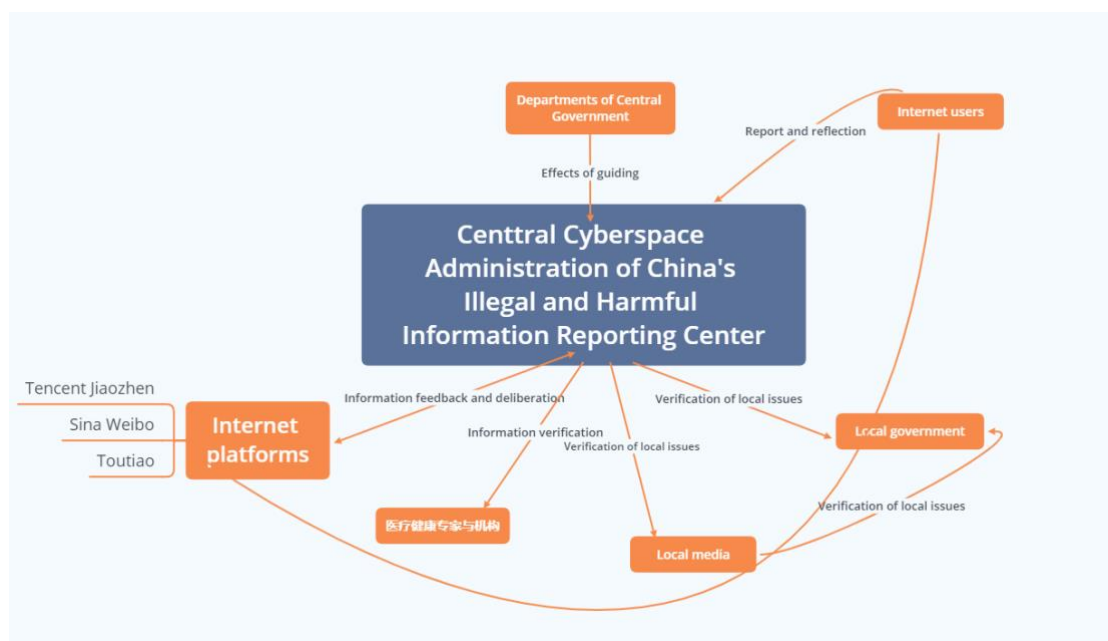 Departments of Central
Government
Internet users
Report and reflection
Effects of guiding
Centtral Cyberspace
Administration of China's
Illegal and Harmful
Information Reporting Center
Tencent Jiaozhen
Sina Weibo
Toutiao
Internet
platforms
Information feedback and deliberation
Information verification
Verification of local issues
Verification of local issues
Local government
Verification of local issues
医疗健康专家与机构
Local media